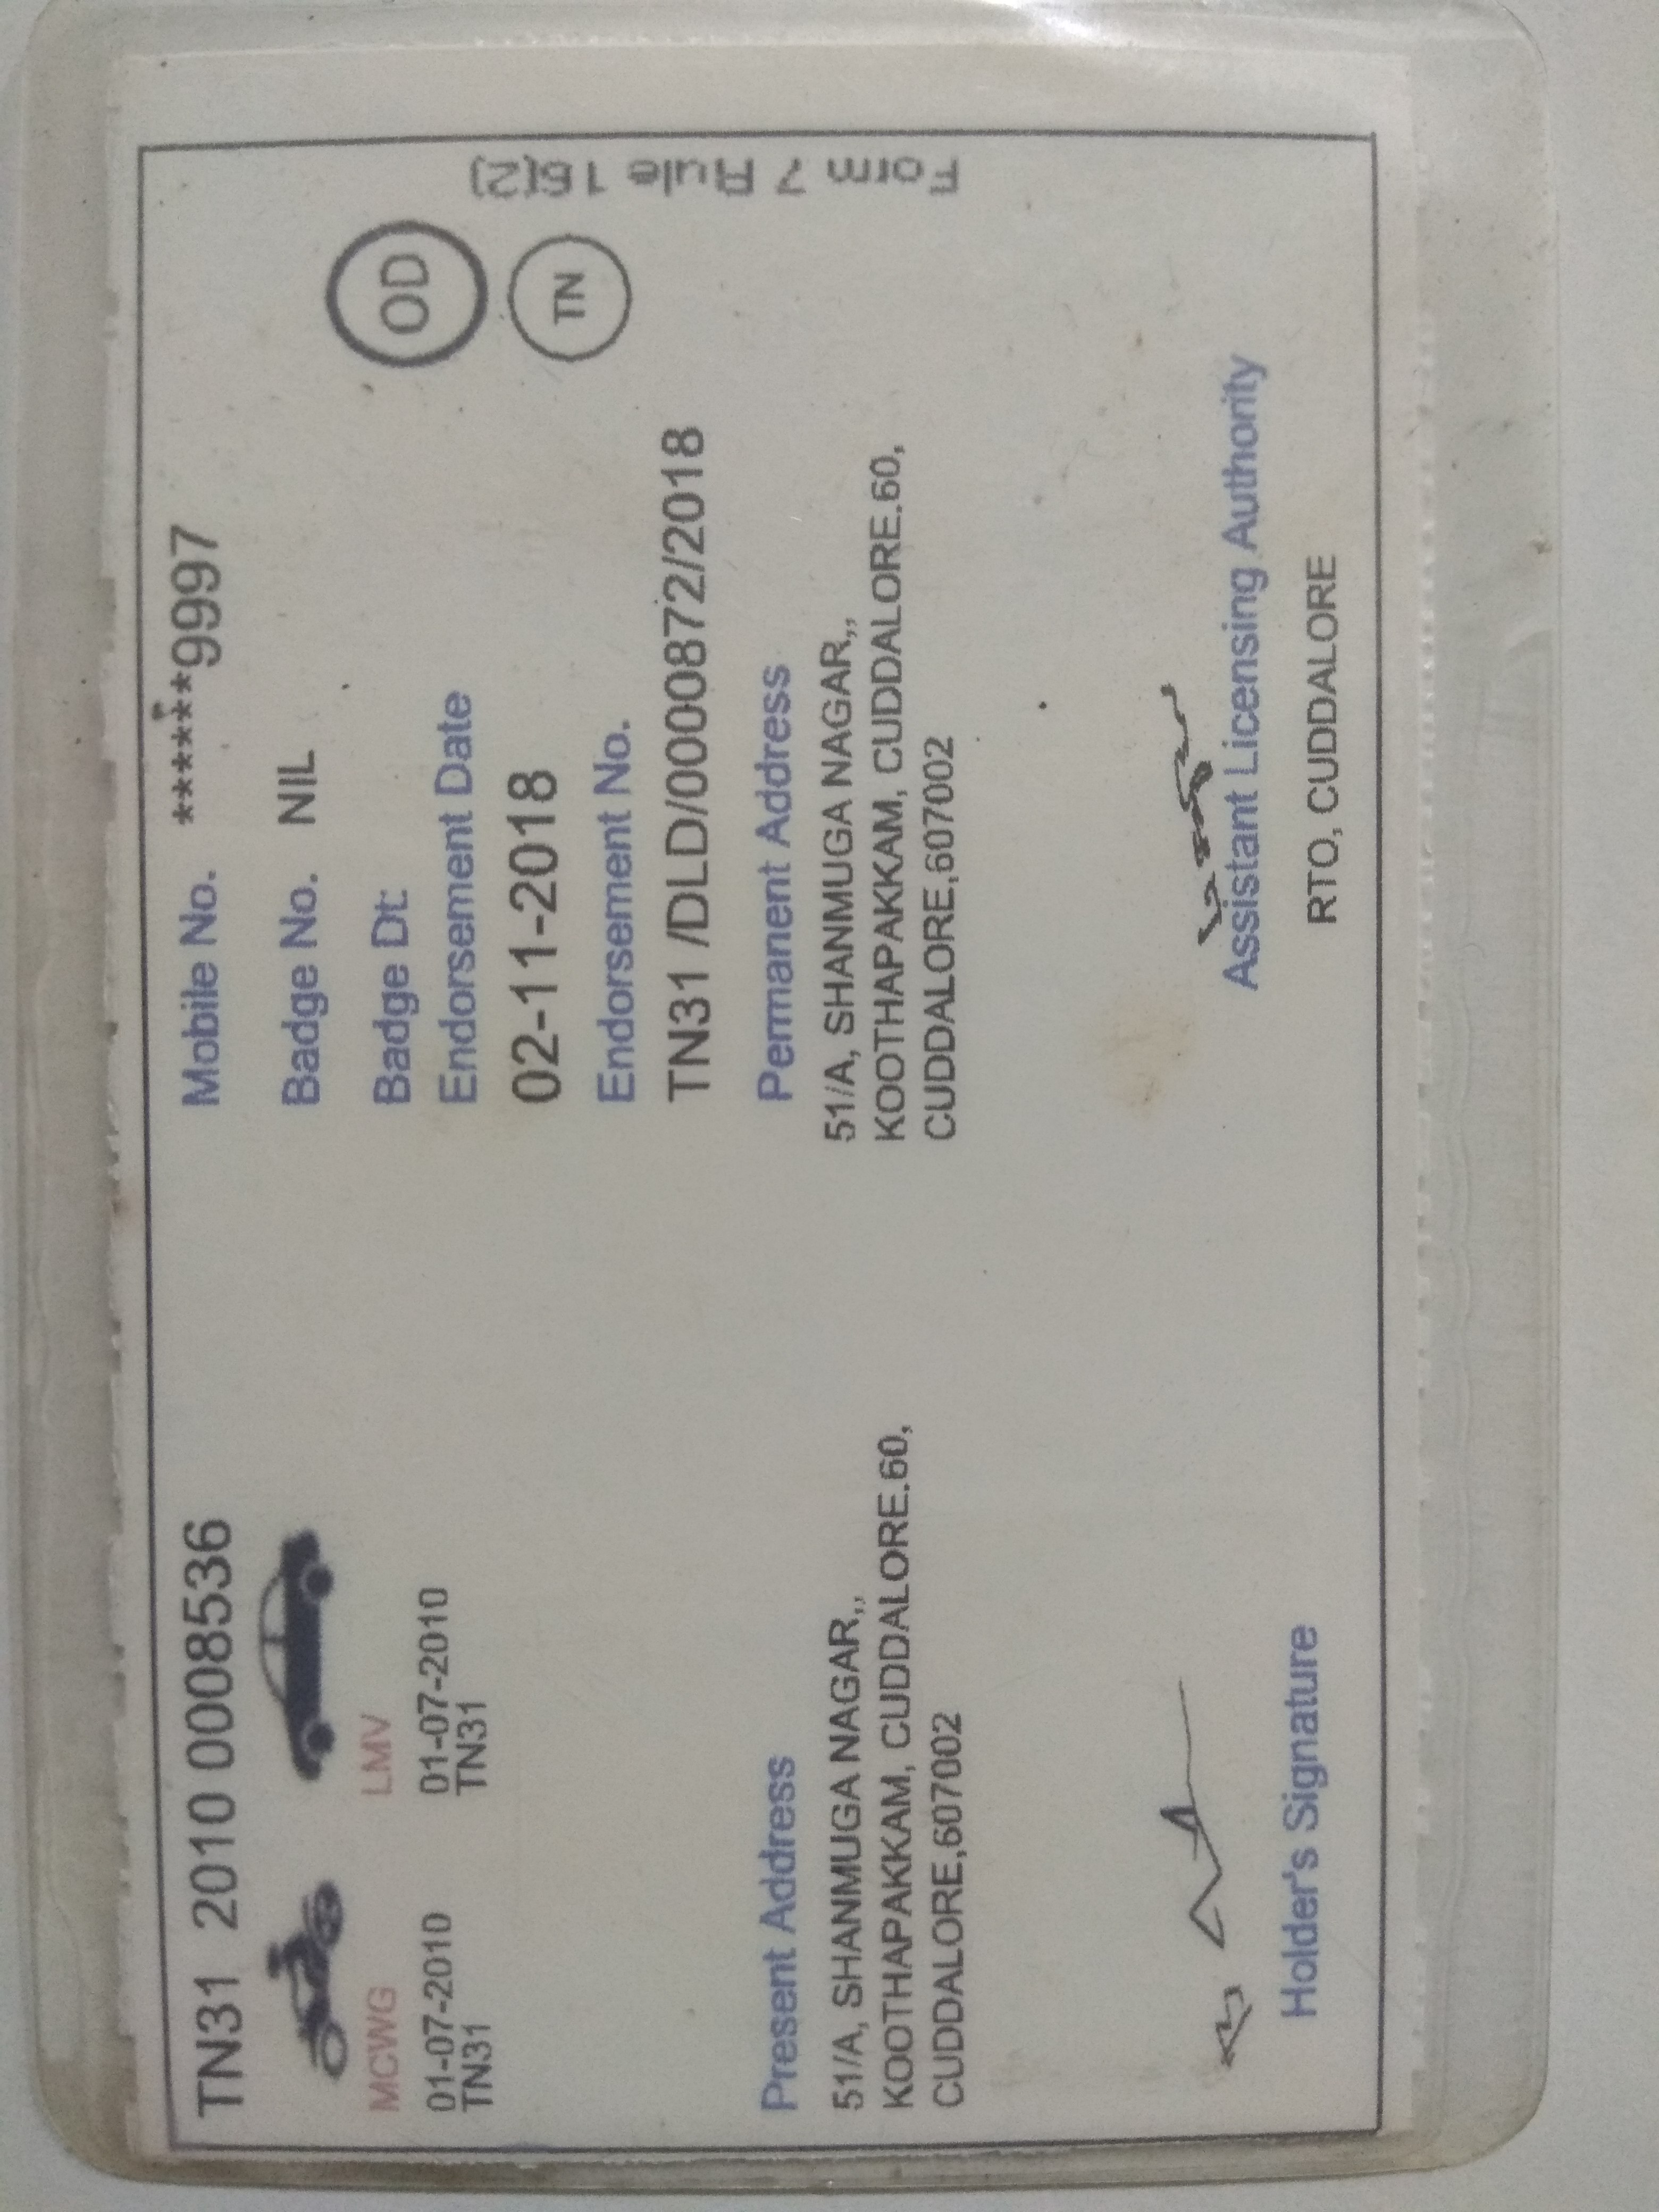 TN31 2010 0008536
MCWG
01-07-2010
TN31
LMV
01-07-2010
TN31
Present Address
51/A, SHANMUGA NAGAR,,
KOOTHAPAKKAM, CUDDALORE.60,
CUDDALORE,607002
Holder's Signature
Mobile No. ******9997
Badge No. NIL
Badge Dt:
Endorsement Date
02-11-2018
Endorsement No.
TN31 /DLD/0000872/2018
Permanent Address
51/A, SHANMUGA NAGAR,,
KOOTHAPAKKAM, CUDDALORE.60,
CUDDALORE,607002
Assistant Licensing Authority
RTO, CUDDALORE
OD
TN
Form 7 Rule 16(2)